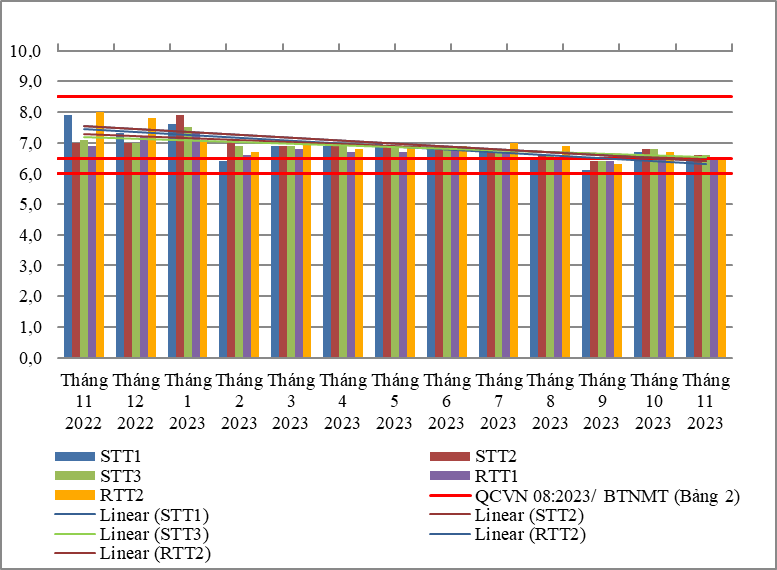 10,0
9,0
8,0
7,0
6,0
5,0
4,0
3,0
2,0
1,0
0,0
Tháng Tháng Tháng Tháng Tháng Tháng Tháng Tháng Tháng Tháng Tháng Tháng Tháng
11 12 1 2 3 4 5 6 7 8 9 10 11
2022 2022 2023 2023 2023 2023 2023 2023 2023 2023 2023 2023 2023
STT1 STT2
STT3 RTT1
RTT2 QCVN 08:2023/ BTNMT (Bảng 2)
Linear (STT1) Linear (STT2)
Linear (STT3) Linear (RTT2)
Linear (RTT2)